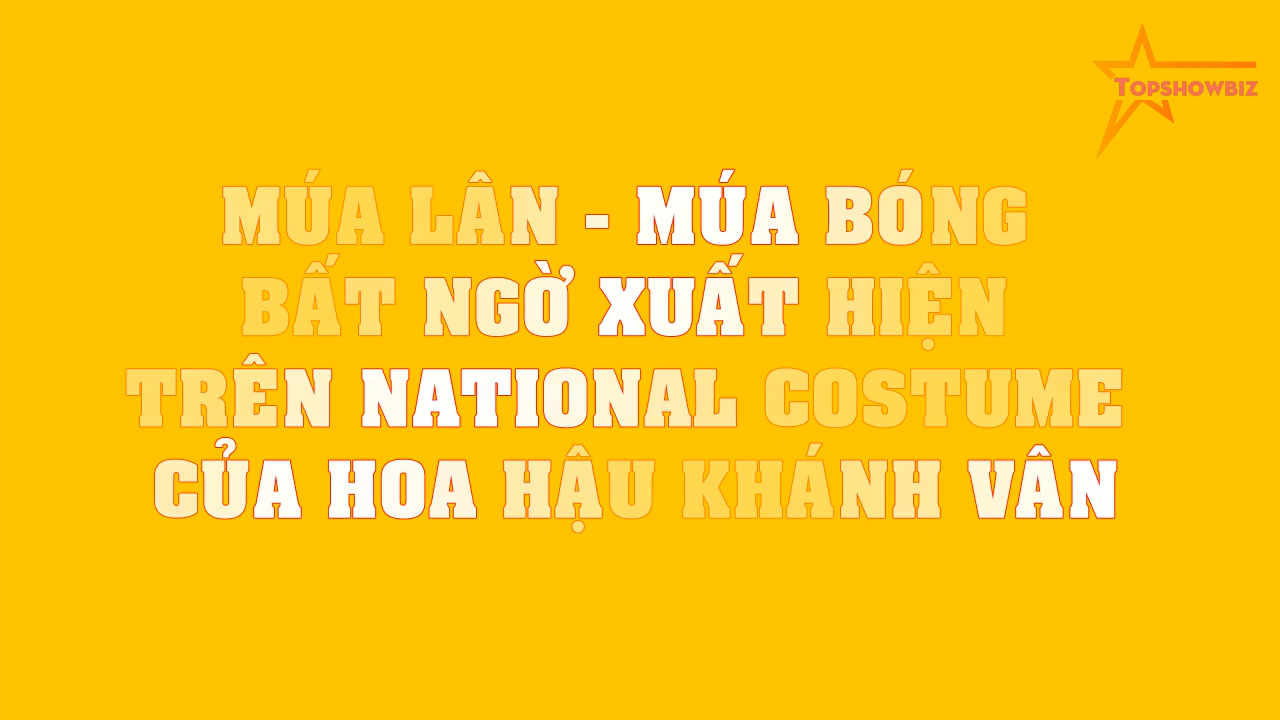 TOPSHOWBIZ
MÚA LÂN - MÚA BÓNG
BẤT NGỜ XUẤT HIỆN
TRÊN NATIONAL COSTUME
CỦA HOA HẬU KHÁNH VÂN